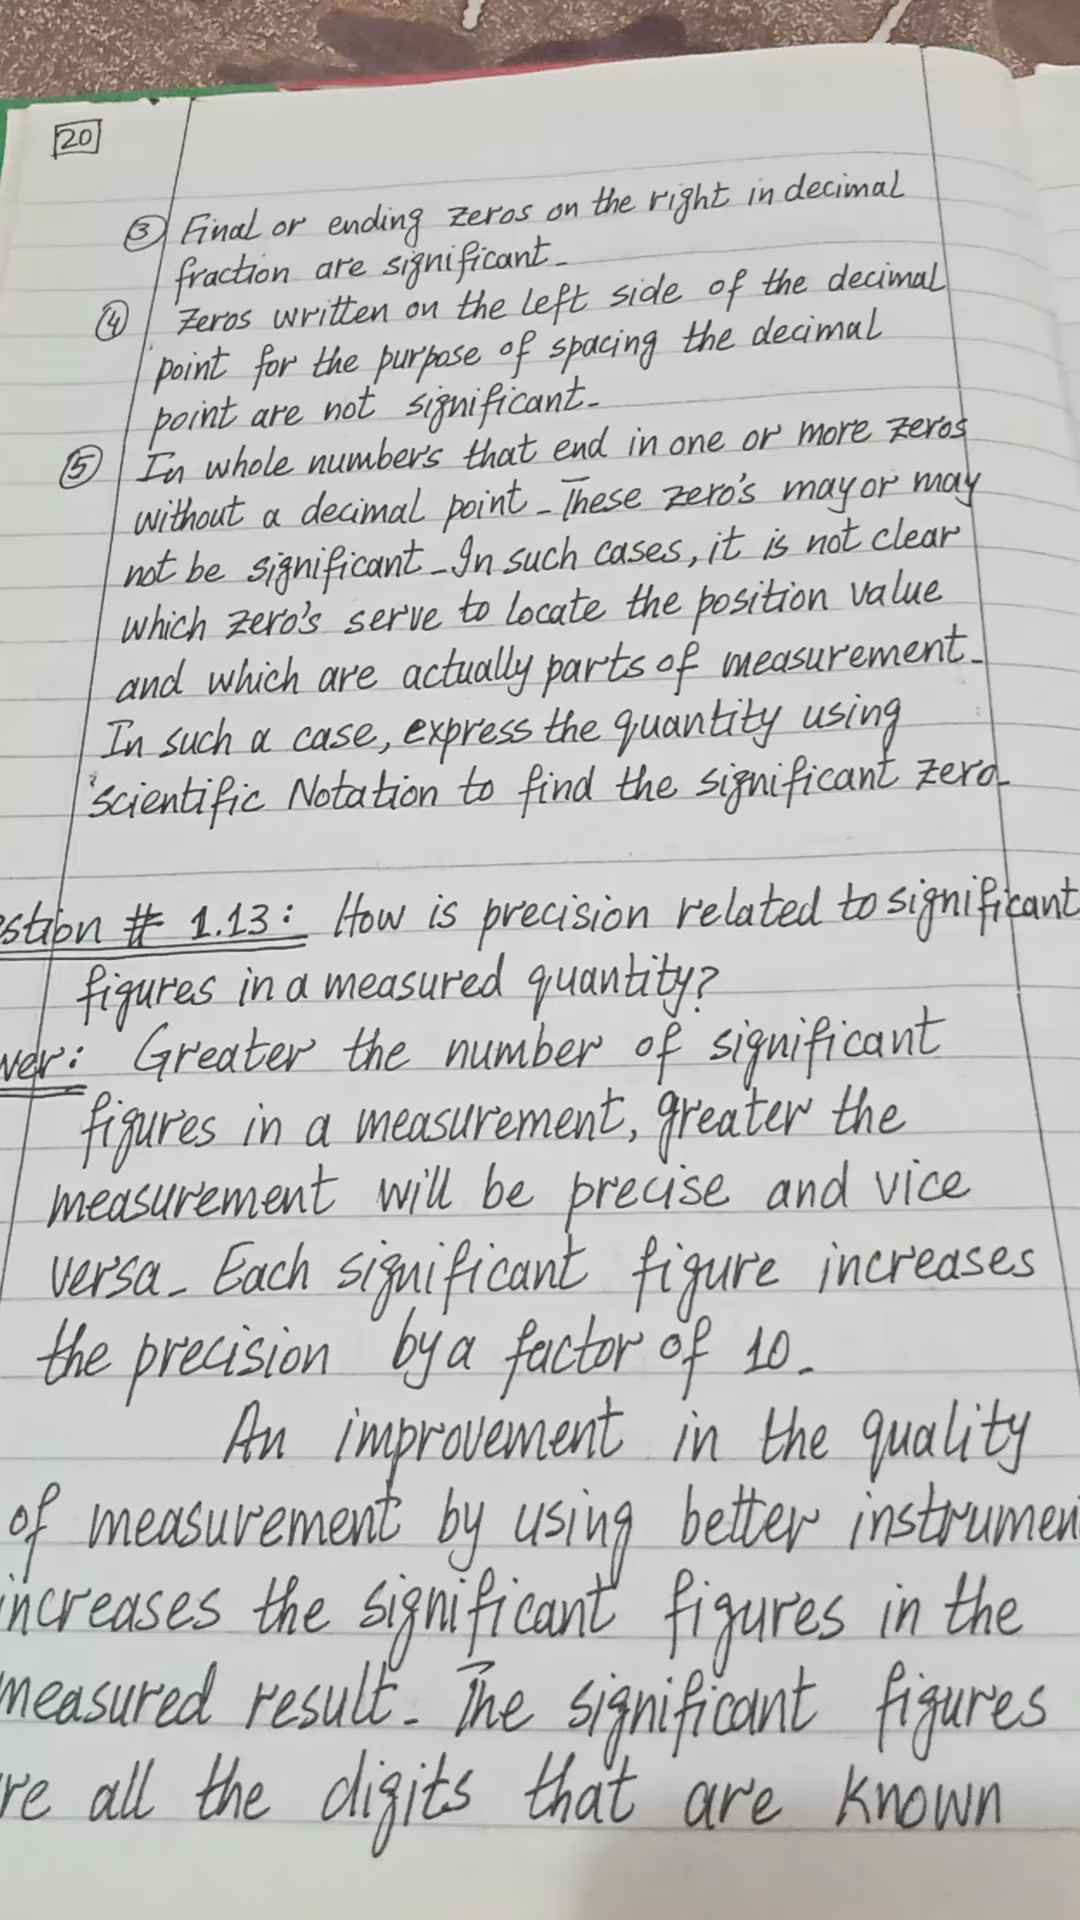 20
③ Final or ending zeros on the right in decimal
fraction are significant.
④ Zeros written on the left side of the decimal
point for the purpose of spacing the decimal
point are not significant.
⑤ In whole number's that end in one or more zeros
without a decimal point. These zero's may or may
not be significant. In such cases, it is not clear
which zero's serve to locate the position value
and which are actually parts of measurement.
In such a case, express the quantity using
scientific Notation to find the significant zero.
stion # 1.13: How is precision related to significant
figures in a measured quantity?
wer: Greater the number of significant
figures in a measurement, greater the
measurement will be precise and vice
versa. Each significant figure increases
the precision by a factor of 10.
An improvement in the quality
of measurement by using better instrumen
increases the significant figures in the
measured result. The significant figures
re all the digits that are known